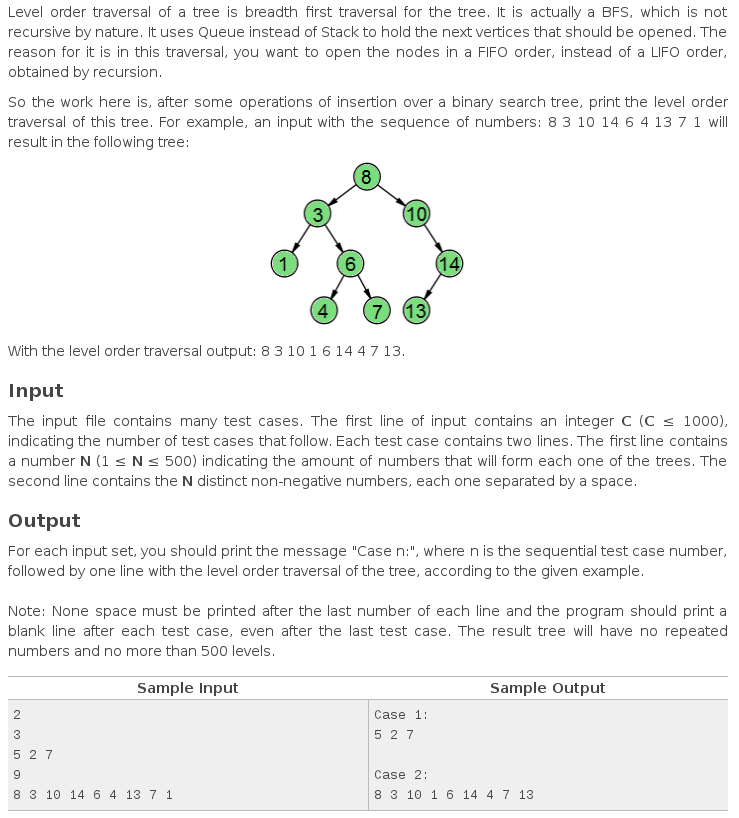 Level order traversal of a tree is breadth first traversal for the tree. It is actually a BFS, which is not
recursive by nature. It uses Queue instead of Stack to hold the next vertices that should be opened. The
reason for it is in this traversal, you want to open the nodes in a FIFO order, instead of a LIFO order,
obtained by recursion.
So the work here is, after some operations of insertion over a binary search tree, print the level order
traversal of this tree. For example, an input with the sequence of numbers: 8 3 10 14 6 4 13 7 1 will
result in the following tree:
8
3 10
1 6 14
4 7 13
With the level order traversal output: 8 3 10 1 6 14 4 7 13.
Input
The input file contains many test cases. The first line of input contains an integer C (C ≤ 1000),
indicating the number of test cases that follow. Each test case contains two lines. The first line contains
a number N (1 ≤ N ≤ 500) indicating the amount of numbers that will form each one of the trees. The
second line contains the N distinct non-negative numbers, each one separated by a space.
Output
For each input set, you should print the message "Case n:", where n is the sequential test case number,
followed by one line with the level order traversal of the tree, according to the given example.
Note: None space must be printed after the last number of each line and the program should print a
blank line after each test case, even after the last test case. The result tree will have no repeated
numbers and no more than 500 levels.
Sample Input
2
3
5 2 7
9
8 3 10 14 6 4 13 7 1
Sample Output
Case 1:
5 2 7
Case 2:
8 3 10 1 6 14 4 7 13